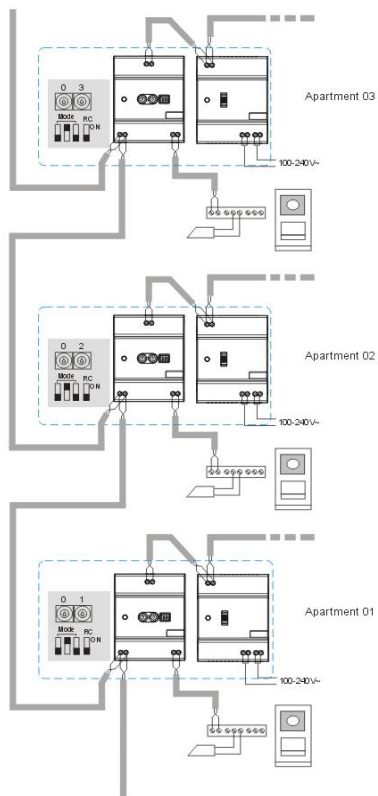 0 3
Mode RC
ON
Apartment 03
100-240V~
0 2
Mode RC
ON
Apartment 02
100-240V~
0 1
Mode RC
ON
Apartment 01
100-240V~